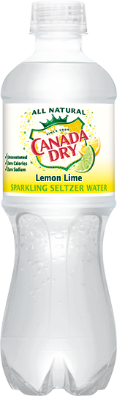 ALL NATURAL
SINCE 1904
CANADA
DRY
Unsweetened
Zero Calories
Zero Sodium
Lemon Lime
SPARKLING SELTZER WATER